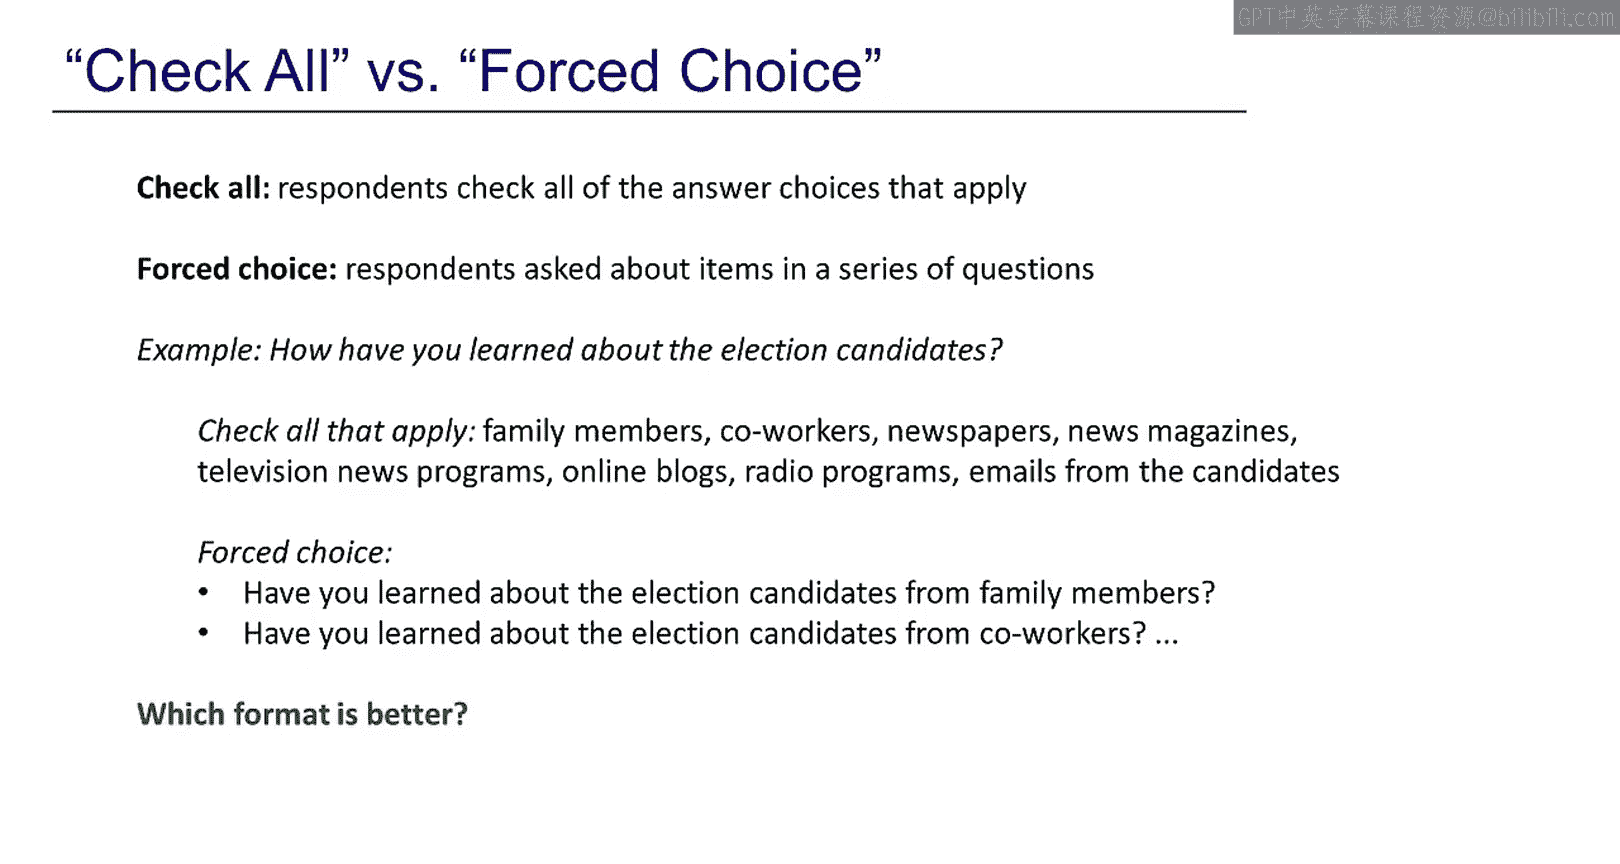 GPT中英字幕课程资源@bilibili.com
“Check All” vs. “Forced Choice”
Check all: respondents check all of the answer choices that apply
Forced choice: respondents asked about items in a series of questions
Example: How have you learned about the election candidates?
Check all that apply: family members, co-workers, newspapers, news magazines,
television news programs, online blogs, radio programs, emails from the candidates
Forced choice:
• Have you learned about the election candidates from family members?
• Have you learned about the election candidates from co-workers? ...
Which format is better?